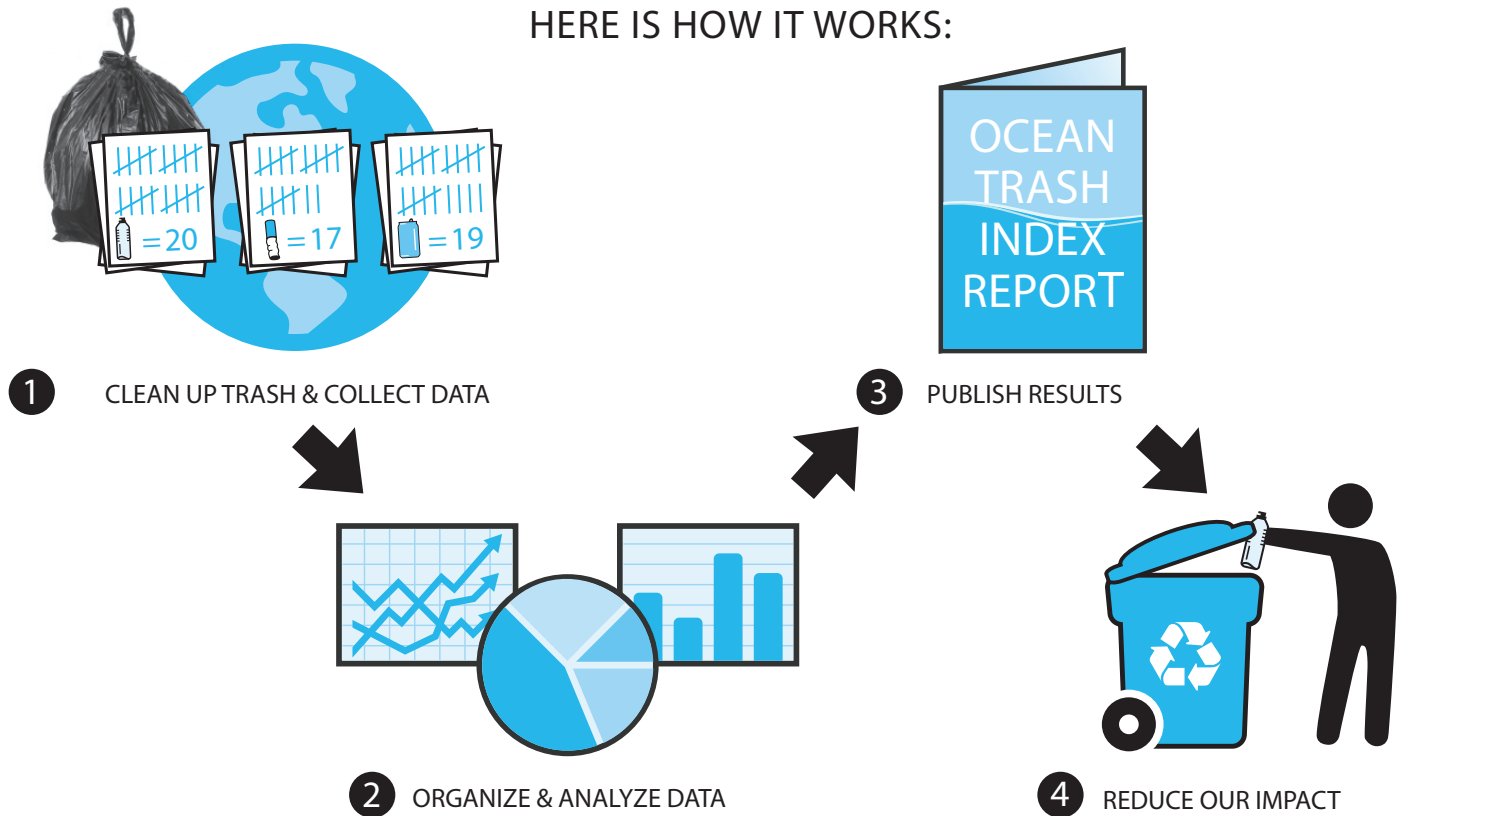 HERE IS HOW IT WORKS:
=20
=17
=19
1 CLEAN UP TRASH & COLLECT DATA
2 ORGANIZE & ANALYZE DATA
OCEAN
TRASH
INDEX
REPORT
3 PUBLISH RESULTS
4 REDUCE OUR IMPACT